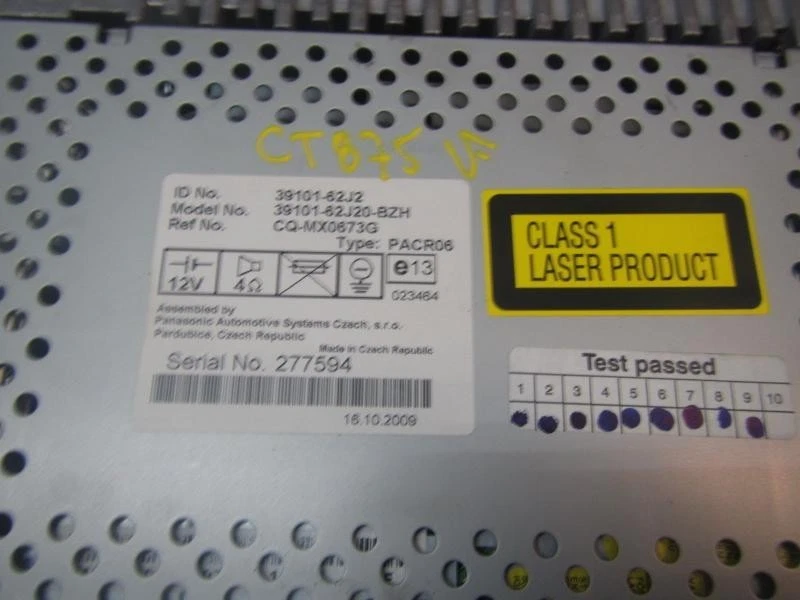 CT875
ID No. 39101-62J2
Model No. 39101-62J20-BZH
Ref No. CQ-MX0673G
Type: PACR06
12V 4Ω e13
023464
Assembled by
Panasonic Automotive Systems Czech, s.r.o.
Pardubice, Czech Republic
Made in Czech Republic
Serial No. 277594
16.10.2009
CLASS 1
LASER PRODUCT
Test passed
1 2 3 4 5 6 7 8 9 10